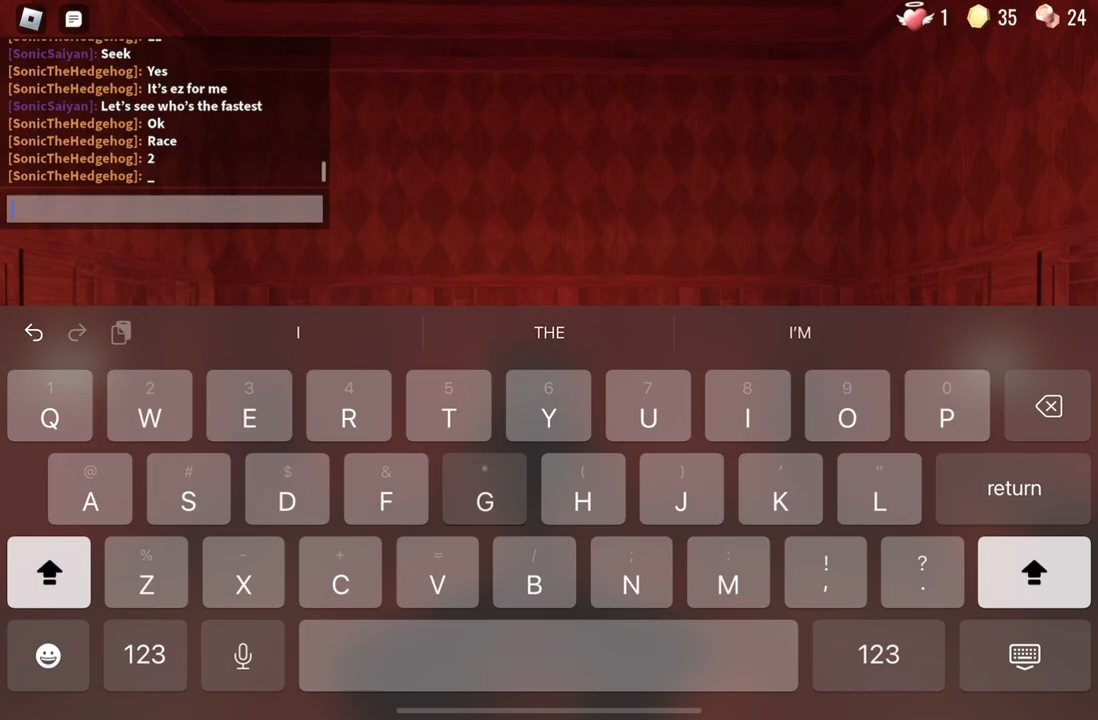 1 35 24
[SonicSaiyan]: Seek
[SonicTheHedgehog]: Yes
[SonicTheHedgehog]: It's ez for me
[SonicSaiyan]: Let's see who's the fastest
[SonicTheHedgehog]: Ok
[SonicTheHedgehog]: Race
[SonicTheHedgehog]: 2
[SonicTheHedgehog]: _
I THE I'M
1 2 3 4 5 6 7 8 9 0
Q W E R T Y U I O P
@ # $ & * ( ) ' "
A S D F G H J K L return
% - + = / ; : ! ?
Z X C V B N M , .
123 123